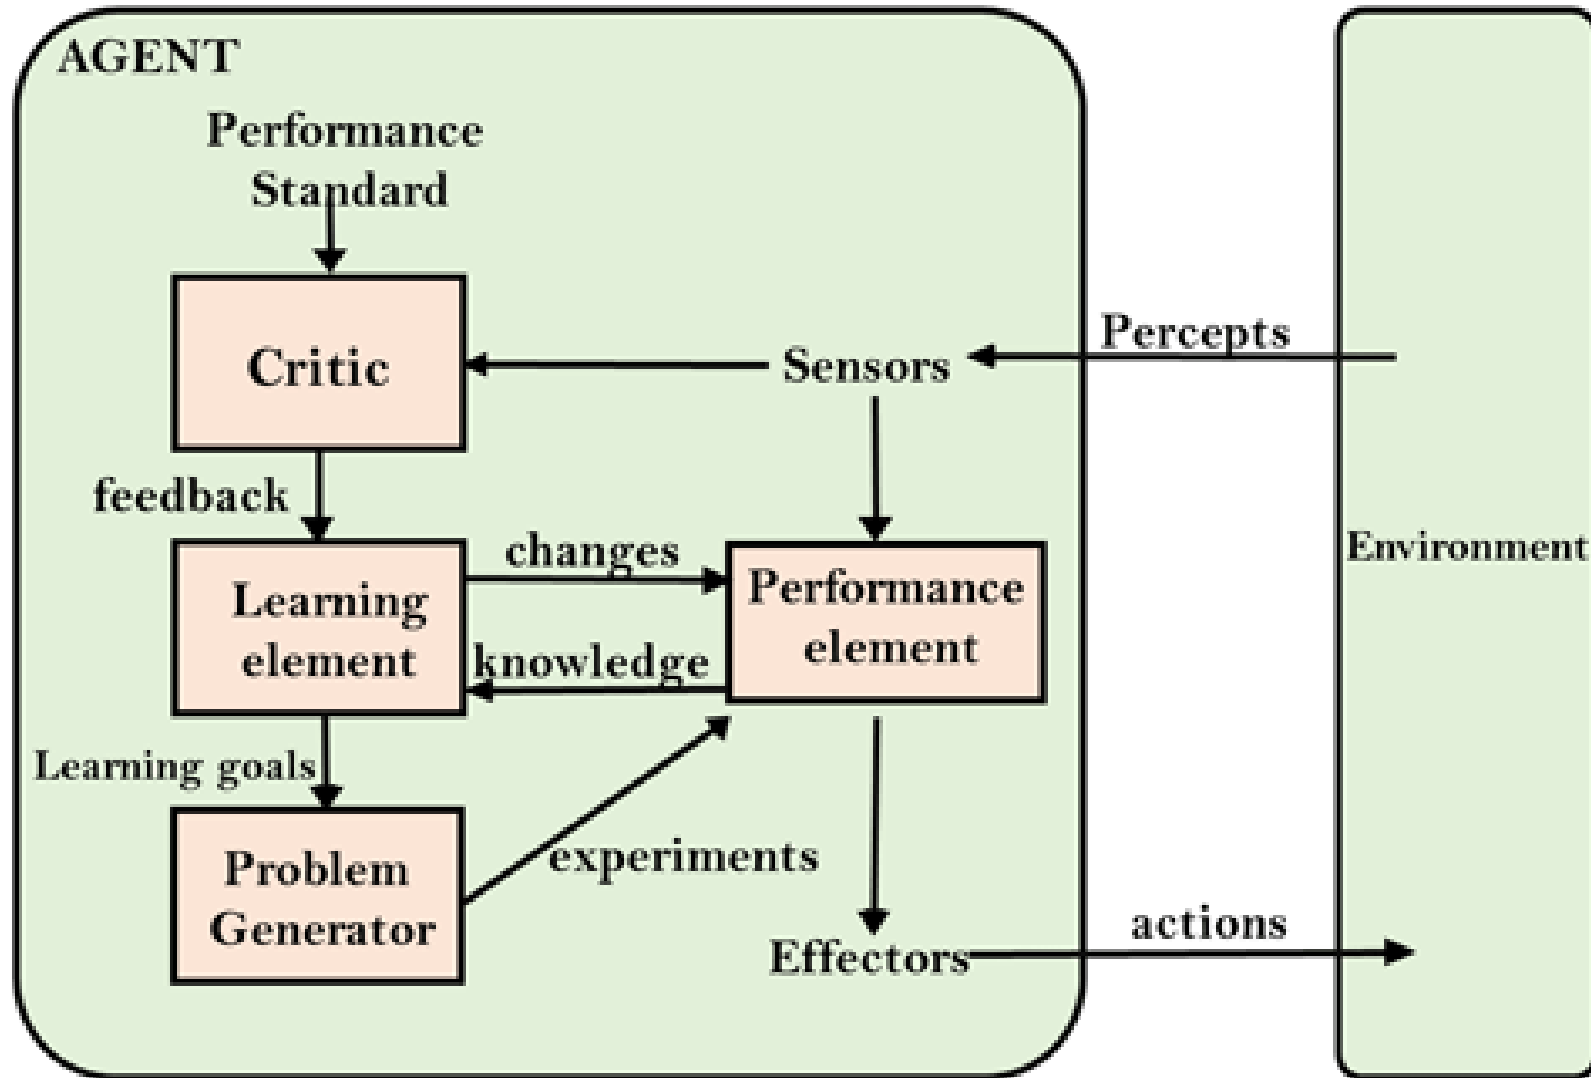 AGENT
Performance
Standard
Percepts
Critic
Sensors
feedback
changes
Environment
Learning
element
Performance
element
knowledge
Learning goals
Problem
Generator
experiments
actions
Effectors